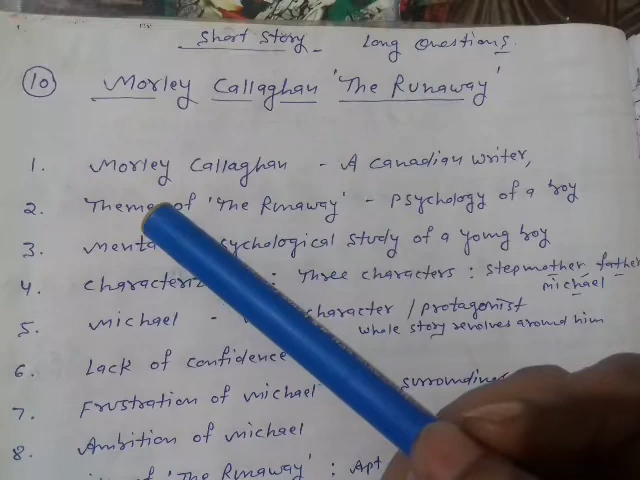 Short Story Long Questions.
10 Morley Callaghan 'The Runaway'
1. Morley Callaghan - A Canadian writer,
2. Theme of 'The Runaway' - Psychology of a boy
3. Menta sychological study of a young boy
4. Characteriz : Three characters : stepmother, father
michael
5. Michael - character / protagonist
whole story revolves around him
6. Lack of confidence
7. Frustration of michael surroundings
8. Ambition of michael
of 'The Runaway' : Apt